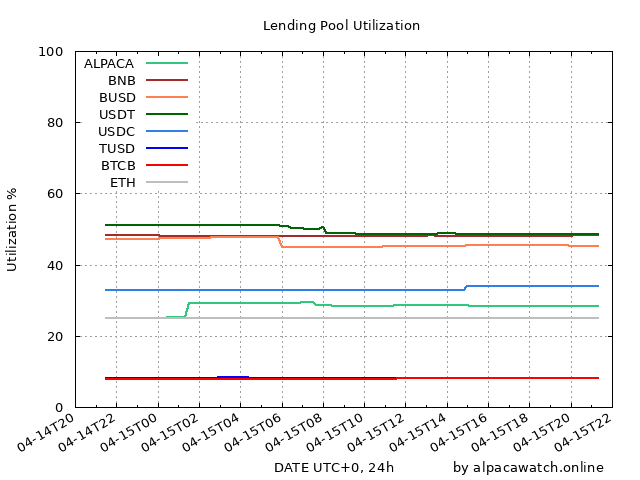 Lending Pool Utilization
Utilization %
100
80
60
40
20
0
ALPACA
BNB
BUSD
USDT
USDC
TUSD
BTCB
ETH
04-14T20
04-14T22
04-15T00
04-15T02
04-15T04
04-15T06
04-15T08
04-15T10
04-15T12
04-15T14
04-15T16
04-15T18
04-15T20
04-15T22
DATE UTC+0, 24h
by alpacawatch.online